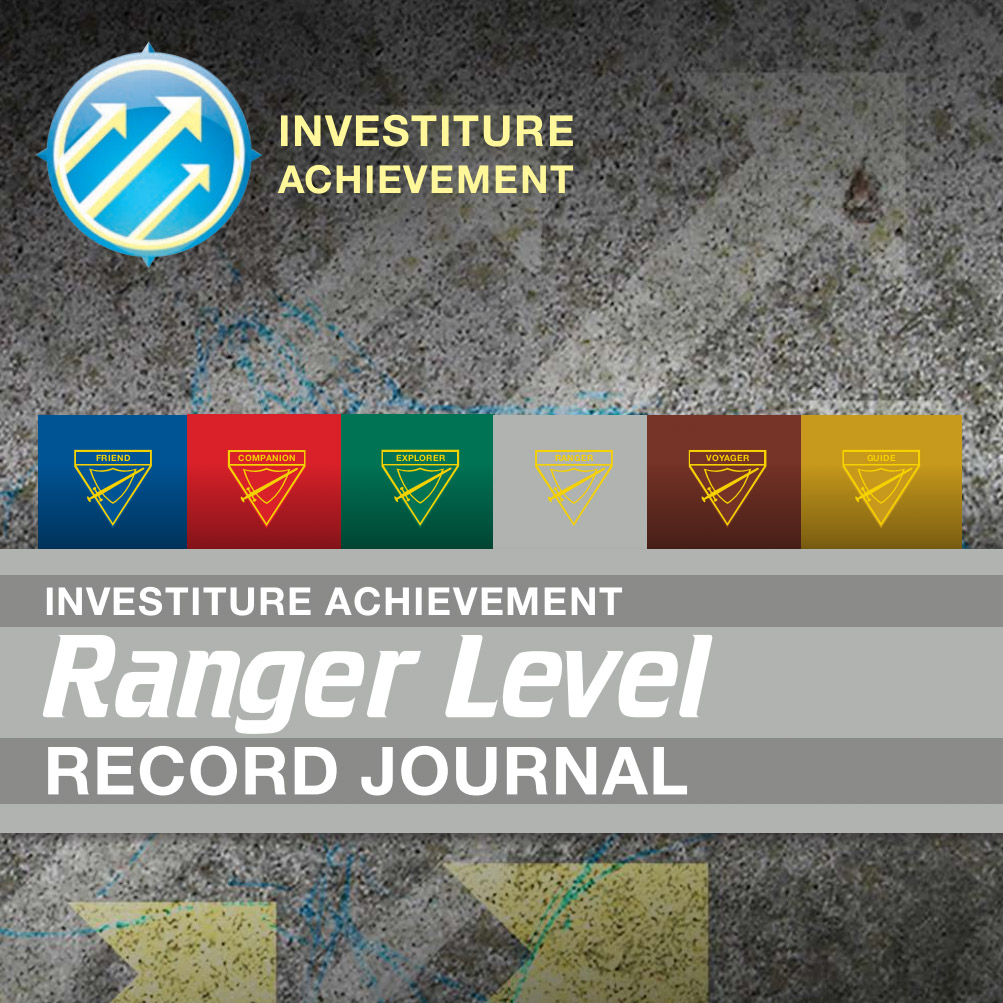 INVESTITURE
ACHIEVEMENT
FRIEND
COMPANION
EXPLORER
RANGER
VOYAGER
GUIDE
INVESTITURE ACHIEVEMENT
Ranger Level
RECORD JOURNAL